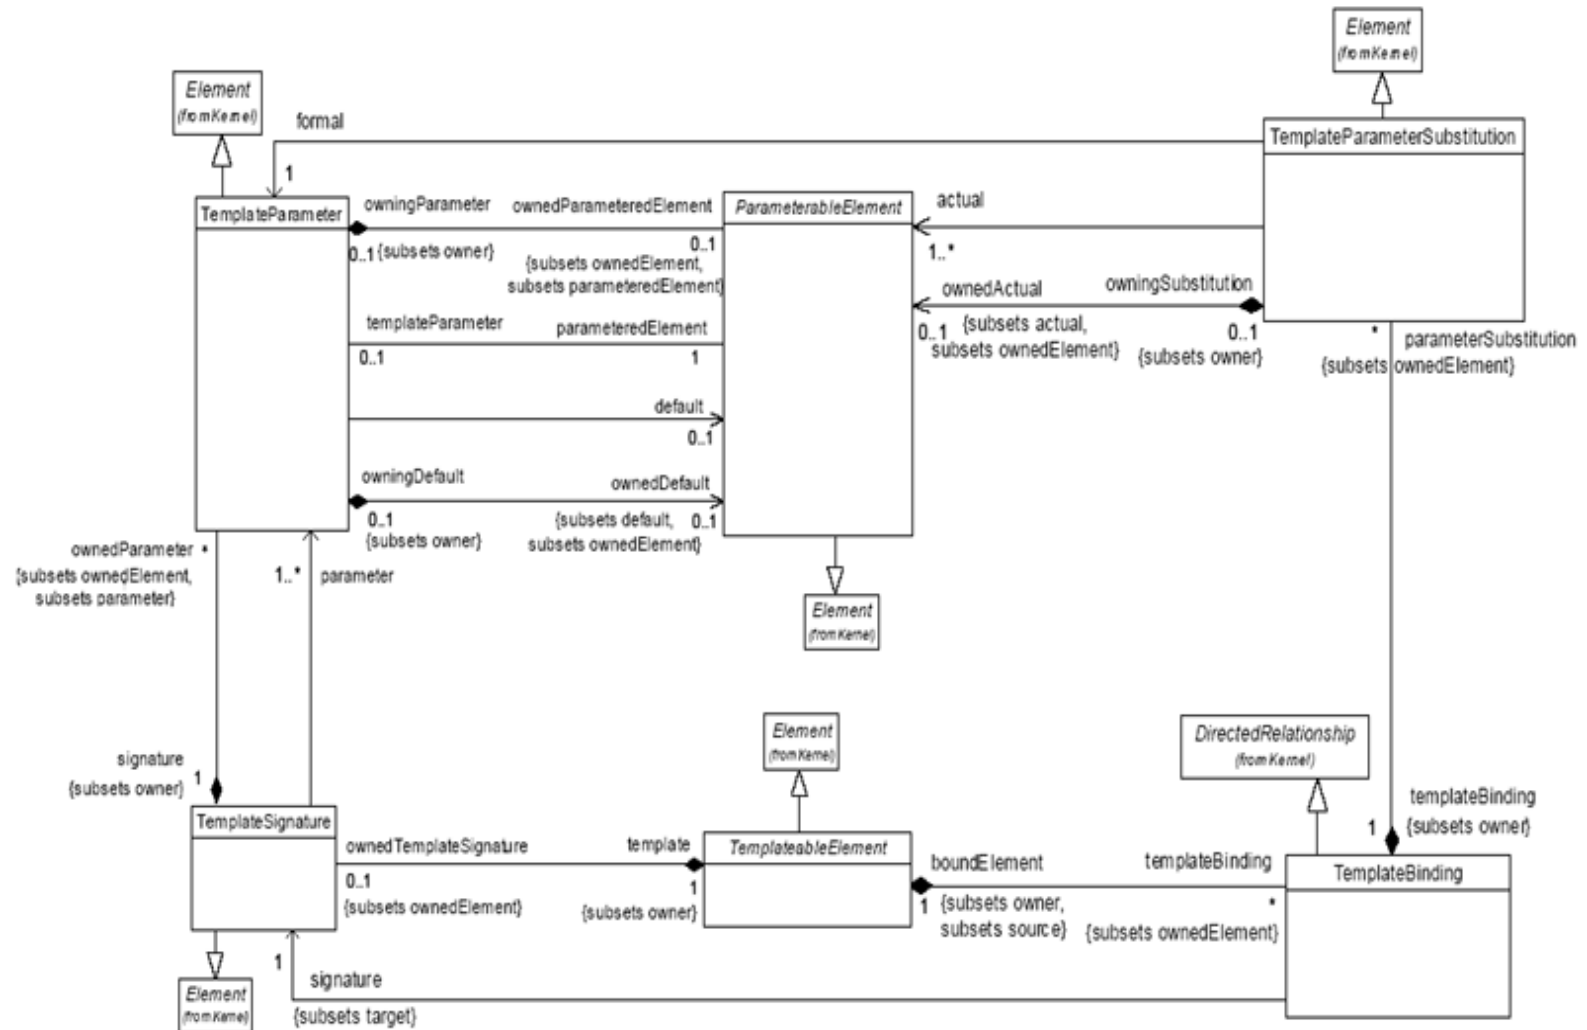 Element
(fromKernel)
Element
(fromKernel)
formal
1
TemplateParameterSubstitution
TemplateParameter
owningParameter
ownedParameteredElement
0..1
{subsets owner}
0..1
{subsets ownedElement,
subsets parameteredElement}
ParameterableElement
actual
1..*
ownedActual
owningSubstitution
0..1
{subsets actual,
subsets ownedElement}
0..1
{subsets owner}
*
parameterSubstitution
{subsets ownedElement}
templateParameter
parameteredElement
0..1
1
default
0..1
owningDefault
ownedDefault
0..1
{subsets owner}
{subsets default,
subsets ownedElement}
0..1
ownedParameter
*
{subsets ownedElement,
subsets parameter}
1..*
parameter
Element
(fromKernel)
Element
(fromKernel)
DirectedRelationship
(fromKernel)
signature
1
{subsets owner}
templateBinding
1
{subsets owner}
TemplateSignature
ownedTemplateSignature
template
0..1
{subsets ownedElement}
1
{subsets owner}
TemplateableElement
boundElement
templateBinding
1
{subsets owner,
subsets source}
*
{subsets ownedElement}
TemplateBinding
Element
(fromKernel)
1
signature
{subsets target}